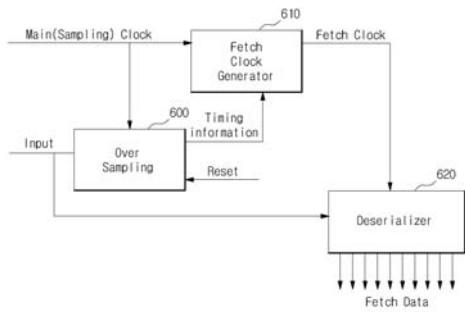 610
Main(Sampling) Clock
Fetch Clock
Fetch
Clock
Generator
600
Timing
information
Input
Over
Sampling
Reset
620
Deserializer
Fetch Data